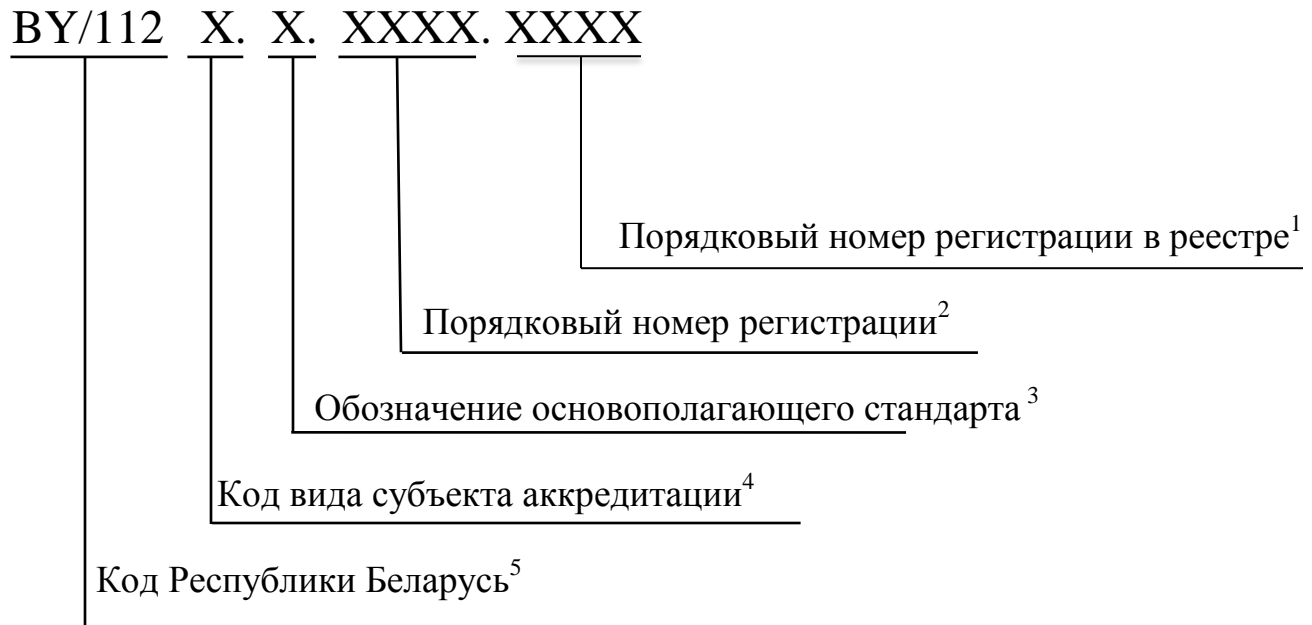 BY/112 X. X. XXXX. XXXX
Порядковый номер регистрации в реестре1
Порядковый номер регистрации2
Обозначение основополагающего стандарта 3
Код вида субъекта аккредитации4
Код Республики Беларусь5